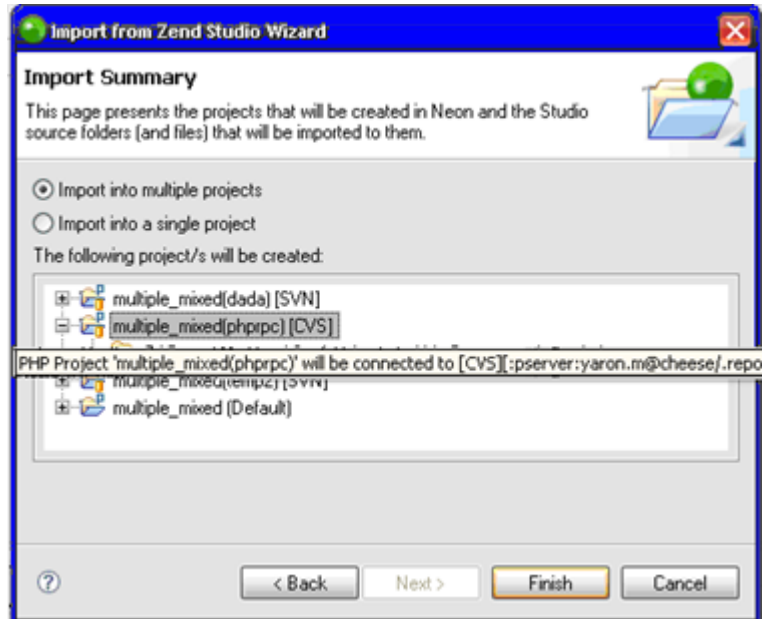 Import from Zend Studio Wizard
Import Summary
This page presents the projects that will be created in Neon and the Studio
source folders (and files) that will be imported to them.
Import into multiple projects
Import into a single project
The following project/s will be created:
multiple_mixed(dada) [SVN]
multiple_mixed(phprpc) [CVS]
PHP Project 'multiple_mixed(phprpc)' will be connected to [CVS][:pserver:yaron.m@cheese/.repo
multiple_mixed(temp2) [SVN]
multiple_mixed (Default)
< Back
Next >
Finish
Cancel